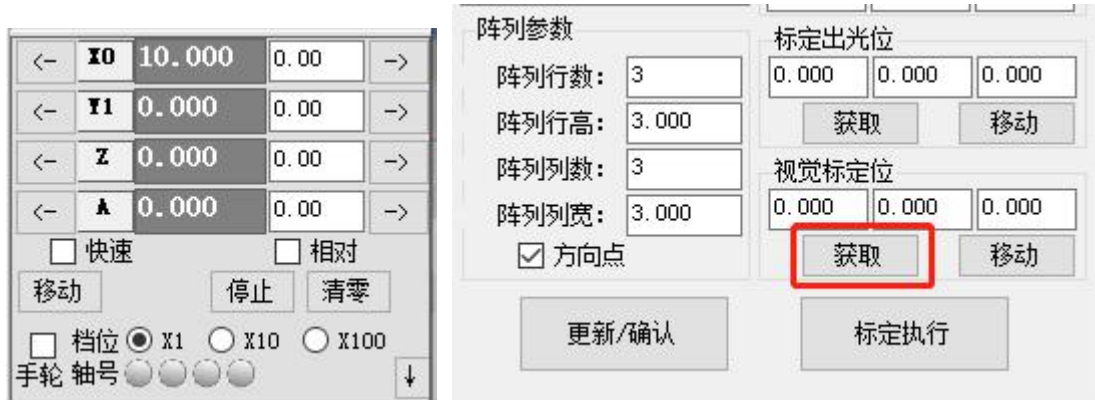 <- X0 10.000 0.00 ->
<- Y1 0.000 0.00 ->
<- Z 0.000 0.00 ->
<- A 0.000 0.00 ->
快速 相对
移动 停止 清零
档位 X1 X10 X100
手轮 轴号 ↓
阵列参数
阵列行数: 3
阵列行高: 3.000
阵列列数: 3
阵列列宽: 3.000
方向点
标定出光位
0.000 0.000 0.000
获取 移动
视觉标定位
0.000 0.000 0.000
获取 移动
更新/确认 标定执行